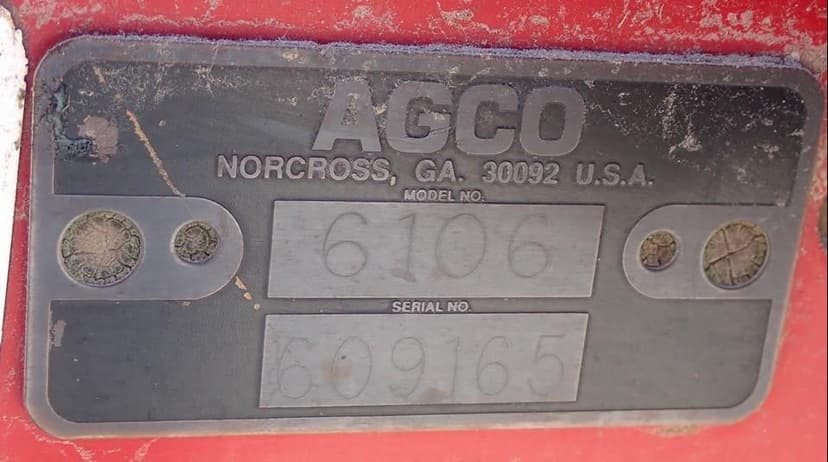 AGCO
NORCROSS, GA. 30092 U.S.A.
MODEL NO.
6106
SERIAL NO.
609165